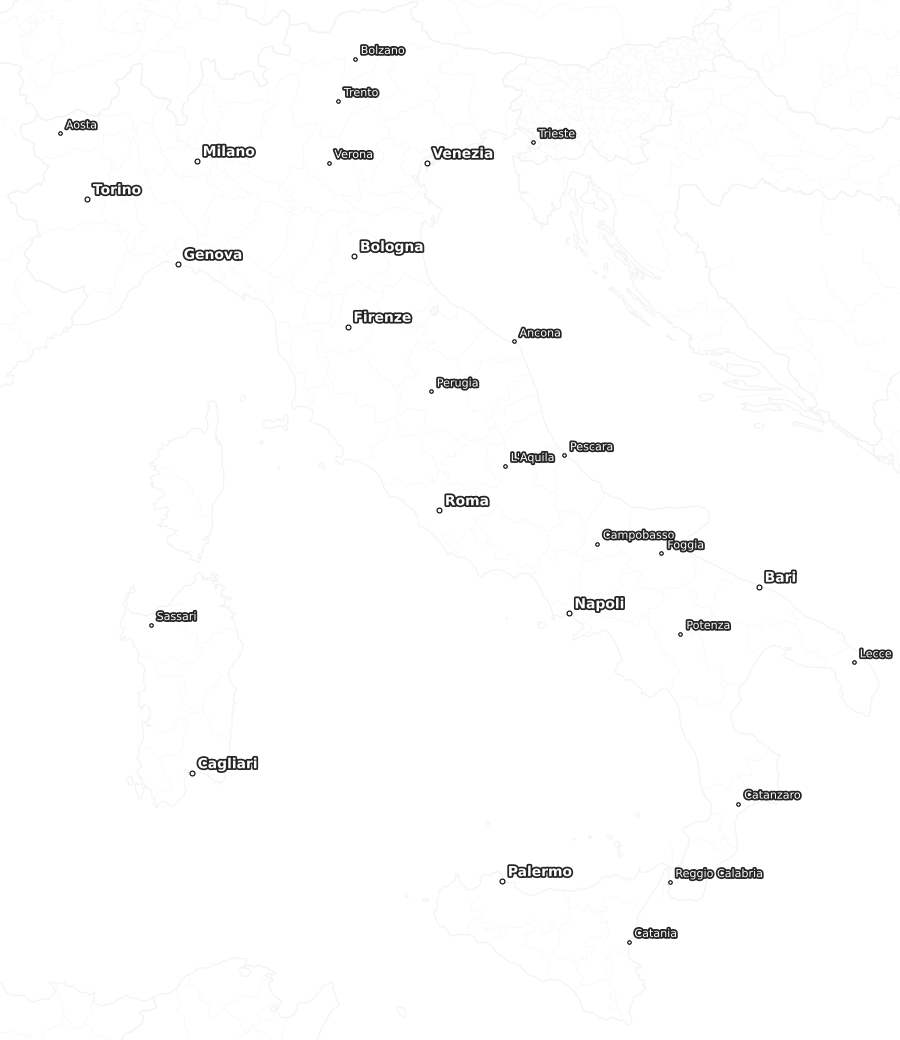 Bolzano
Trento
Aosta
Trieste
Milano
Verona
Venezia
Torino
Bologna
Genova
Firenze
Ancona
Perugia
Pescara
L'Aquila
Roma
Campobasso
Foggia
Bari
Napoli
Sassari
Potenza
Lecce
Cagliari
Catanzaro
Palermo
Reggio Calabria
Catania